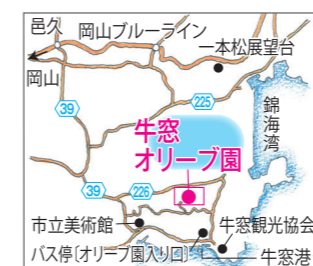 邑久
岡山ブルーライン
一本松展望台
岡山
39
225
牛窓
オリーブ園
錦海湾
39
226
市立美術館
牛窓観光協会
バス停〔オリーブ園入り口〕
牛窓港